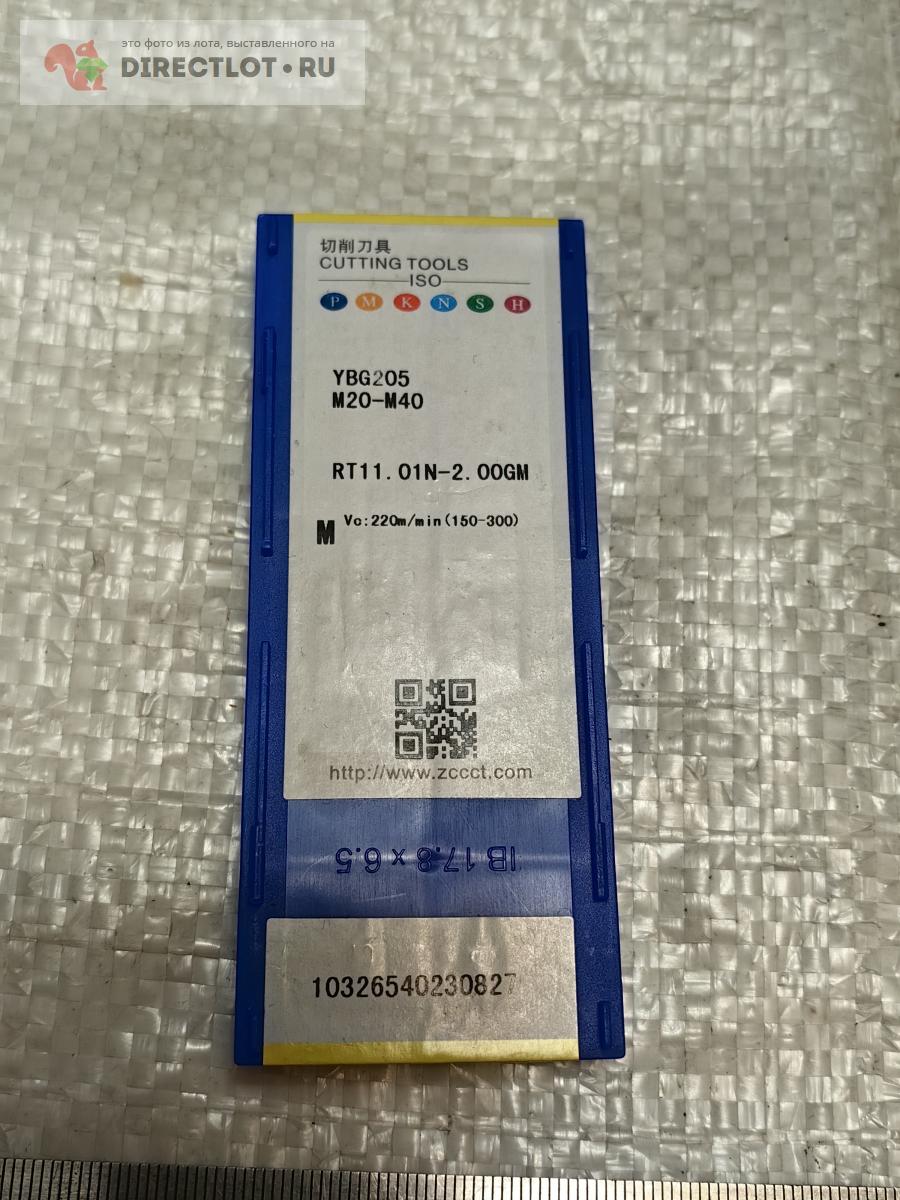 это фото из лота, выставленного на
DIRECTLOT•RU
切削刀具
CUTTING TOOLS
ISO
P M K N S H
YBG205
M20-M40
RT11.01N-2.00GM
M Vc:220m/min(150-300)
http://www.zccct.com
IB 17.8 x 6.5
10326540230827